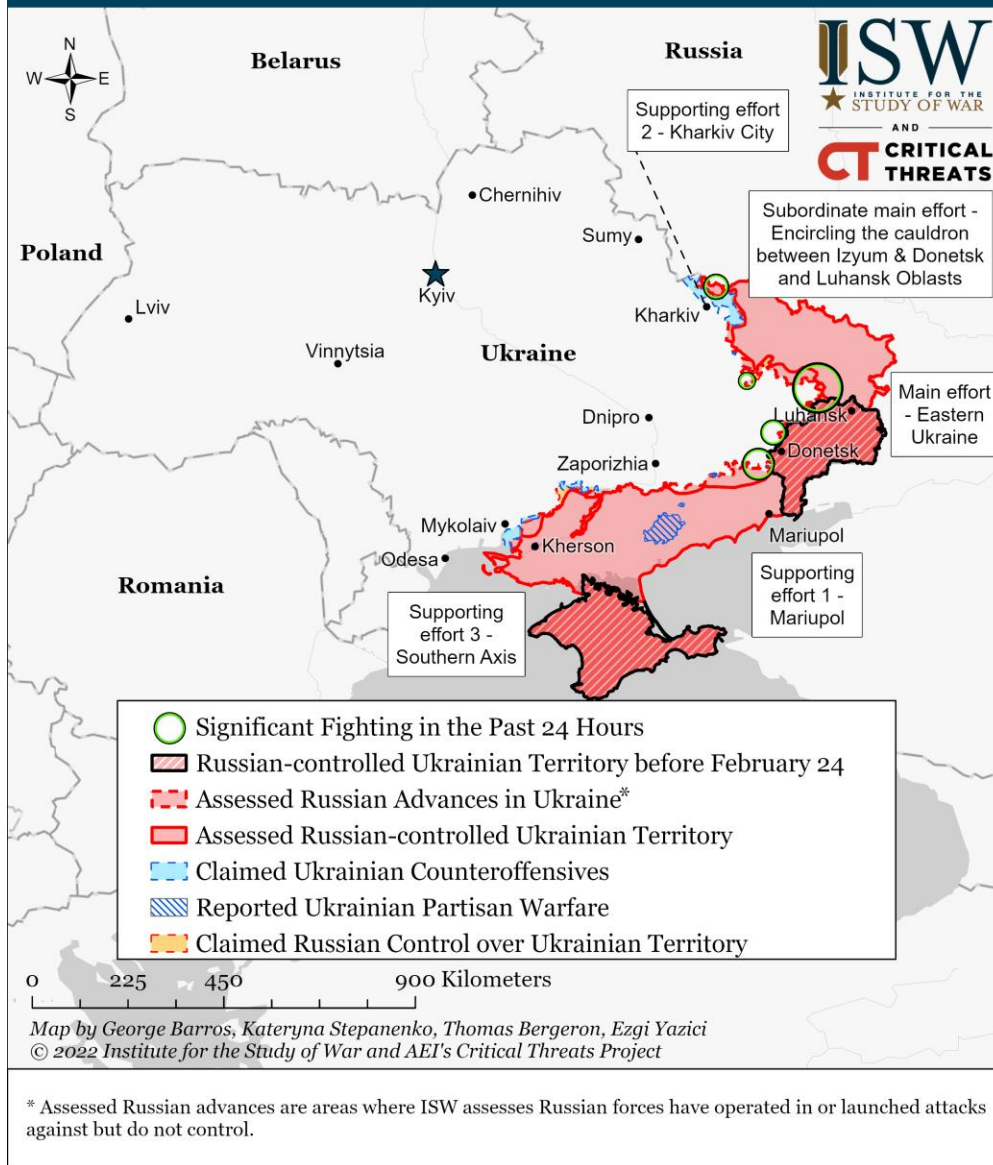 N
W
E
S
Belarus
Russia
ISW
INSTITUTE FOR THE
STUDY OF WAR
AND
CT CRITICAL
THREATS
Supporting effort
2 - Kharkiv City
Chernihiv
Sumy
Subordinate main effort -
Encircling the cauldron
between Izyum & Donetsk
and Luhansk Oblasts
Poland
Kyiv
Lviv
Kharkiv
Vinnytsia
Ukraine
Main effort
- Eastern
Ukraine
Dnipro
Luhansk
Donetsk
Zaporizhia
Mykolaiv
Kherson
Mariupol
Odesa
Romania
Supporting
effort 1 -
Mariupol
Supporting
effort 3 -
Southern Axis
Significant Fighting in the Past 24 Hours
Russian-controlled Ukrainian Territory before February 24
Assessed Russian Advances in Ukraine*
Assessed Russian-controlled Ukrainian Territory
Claimed Ukrainian Counteroffensives
Reported Ukrainian Partisan Warfare
Claimed Russian Control over Ukrainian Territory
0 225 450 900 Kilometers
Map by George Barros, Kateryna Stepanenko, Thomas Bergeron, Ezgi Yazici
© 2022 Institute for the Study of War and AEI's Critical Threats Project
* Assessed Russian advances are areas where ISW assesses Russian forces have operated in or launched attacks
against but do not control.